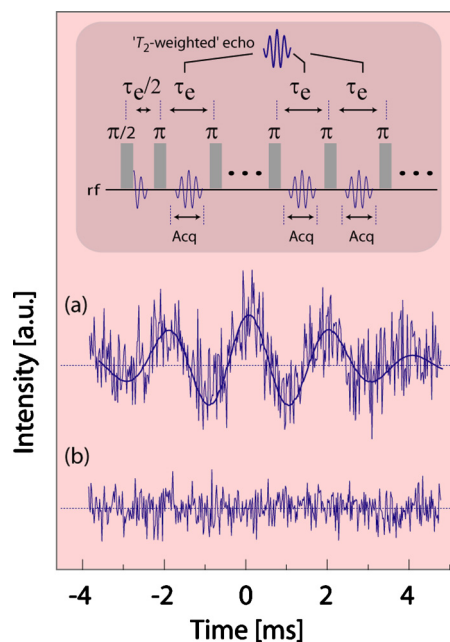 'T₂-weighted' echo
τₑ/2 τₑ τₑ τₑ
π/2 π π π π π
rf
Acq Acq Acq
Intensity [a.u.]
(a)
(b)
-4 -2 0 2 4
Time [ms]